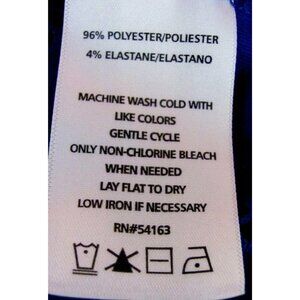 96% POLYESTER/POLIESTER
4% ELASTANE/ELASTANO
MACHINE WASH COLD WITH
LIKE COLORS
GENTLE CYCLE
ONLY NON-CHLORINE BLEACH
WHEN NEEDED
LAY FLAT TO DRY
LOW IRON IF NECESSARY
RN#54163